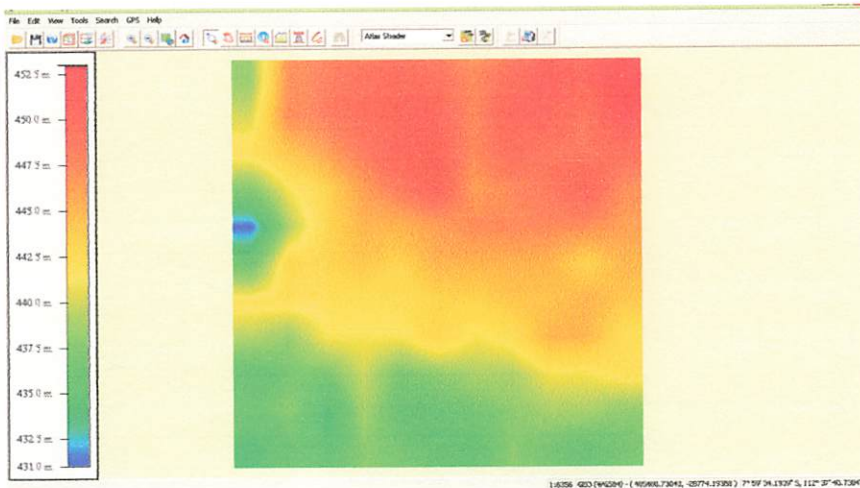 File Edit View Tools Search GPS Help
Atlas Shader
452.5 m
450.0 m
447.5 m
445.0 m
442.5 m
440.0 m
437.5 m
435.0 m
432.5 m
431.0 m